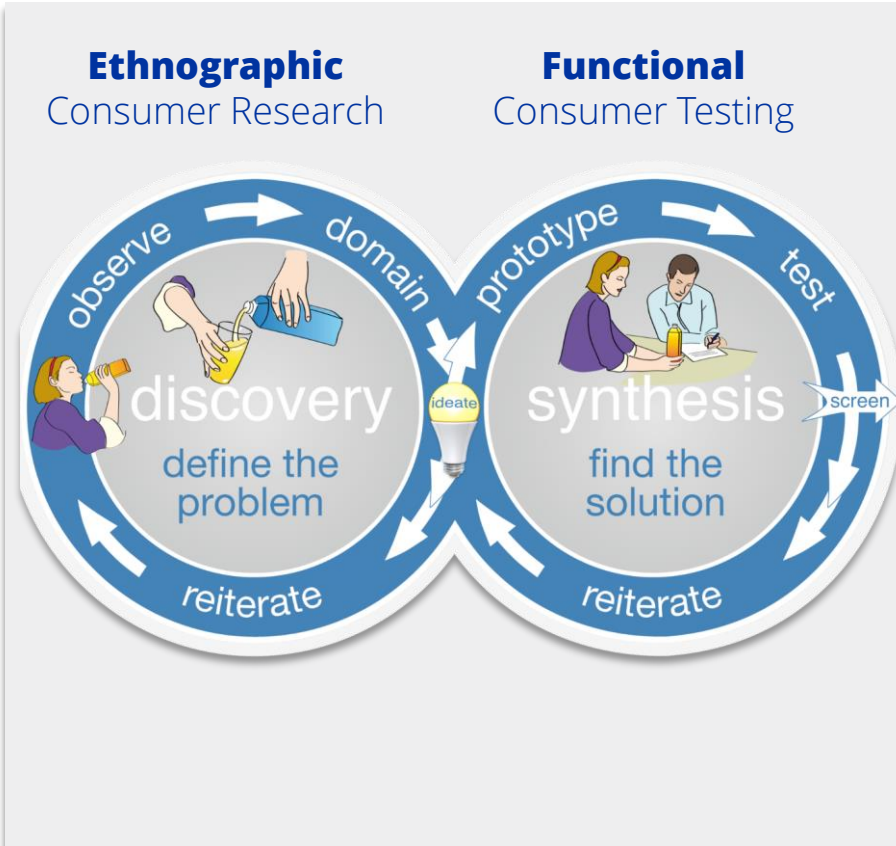 Ethnographic
Consumer Research
Functional
Consumer Testing
observe
domain
discovery
define the
problem
reiterate
ideate
prototype
test
synthesis
find the
solution
screen
reiterate